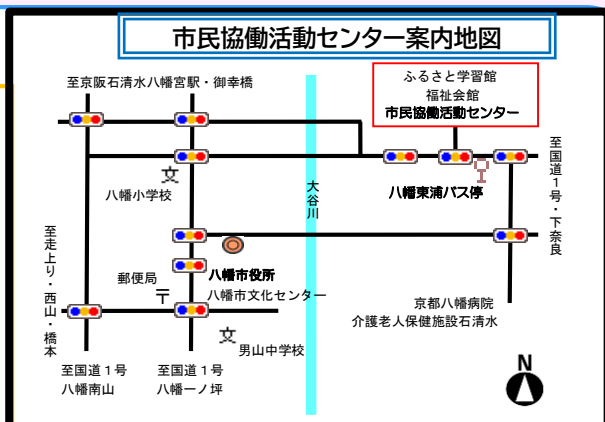 市民協働活動センター案内地図
至京阪石清水八幡宮駅・御幸橋
ふるさと学習館
福祉会館
市民協働活動センター
至国道1号・下奈良
文
八幡小学校
大谷川
八幡東浦バス停
至走上り・西山・橋本
郵便局
〒
八幡市役所
八幡市文化センター
京都八幡病院
介護老人保健施設石清水
文
男山中学校
至国道1号
八幡南山
至国道1号
八幡一ノ坪
N